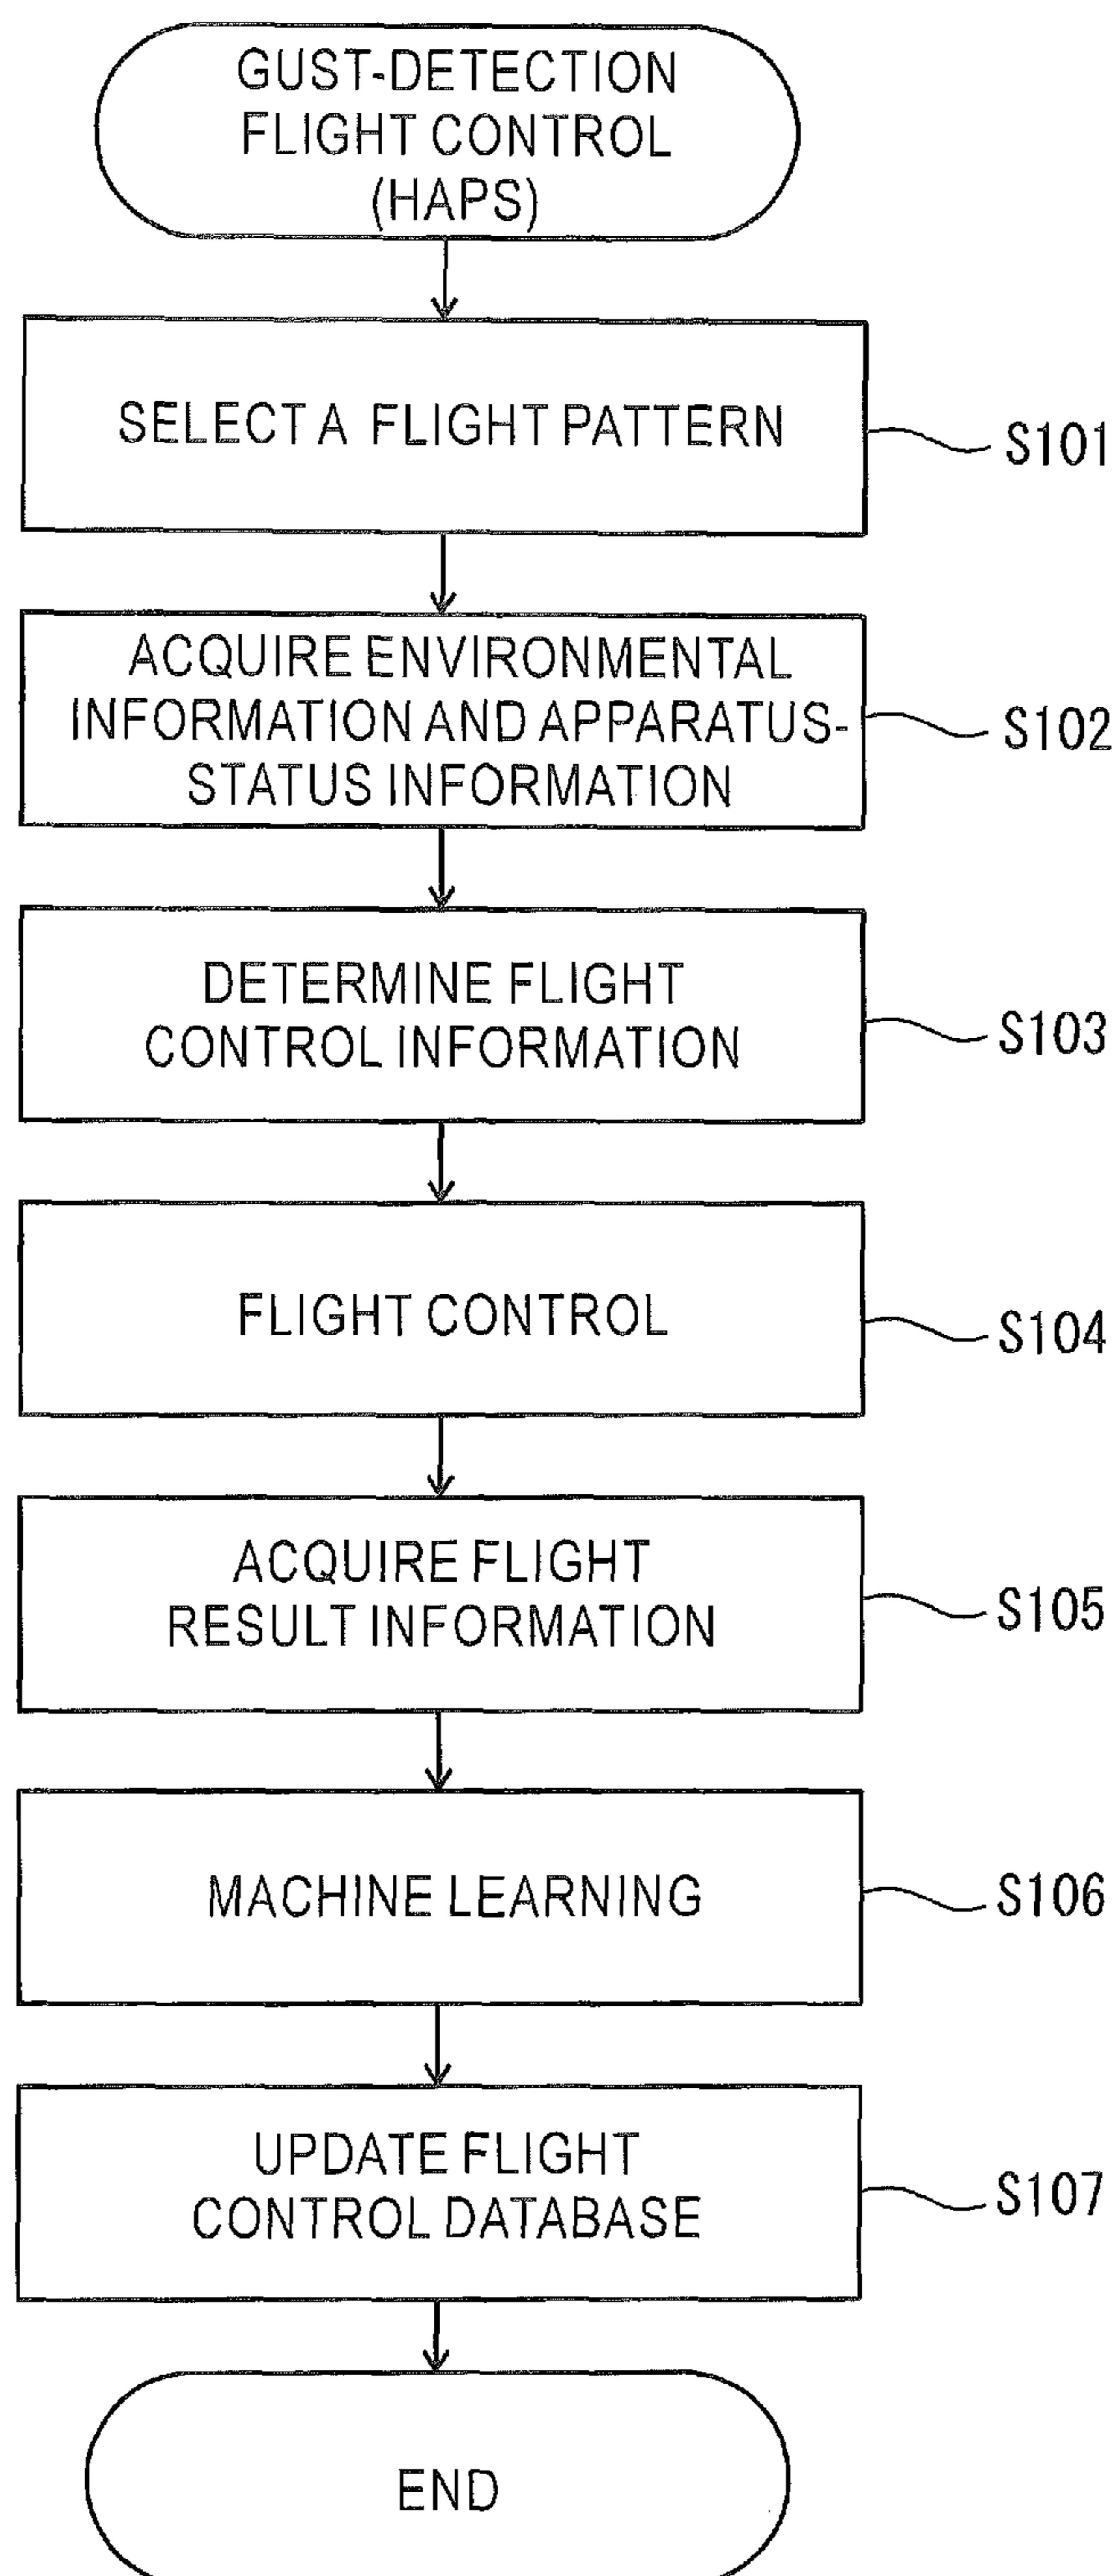 GUST-DETECTION
FLIGHT CONTROL
(HAPS)
SELECT A FLIGHT PATTERN
S101
ACQUIRE ENVIRONMENTAL
INFORMATION AND APPARATUS-
STATUS INFORMATION
S102
DETERMINE FLIGHT
CONTROL INFORMATION
S103
FLIGHT CONTROL
S104
ACQUIRE FLIGHT
RESULT INFORMATION
S105
MACHINE LEARNING
S106
UPDATE FLIGHT
CONTROL DATABASE
S107
END